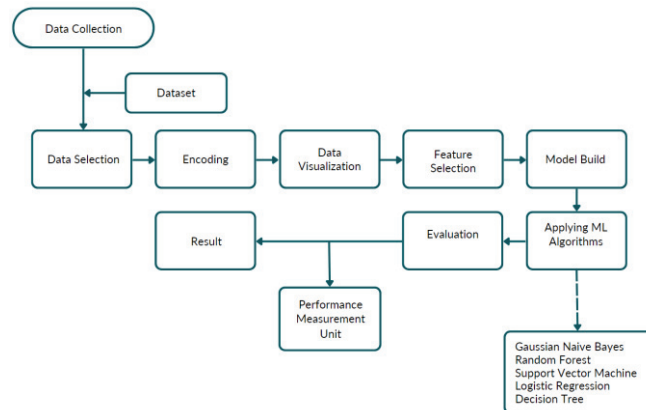 Data Collection
Dataset
Data Selection
Encoding
Data
Visualization
Feature
Selection
Model Build
Result
Evaluation
Applying ML
Algorithms
Performance
Measurement
Unit
Gaussian Naive Bayes
Random Forest
Support Vector Machine
Logistic Regression
Decision Tree